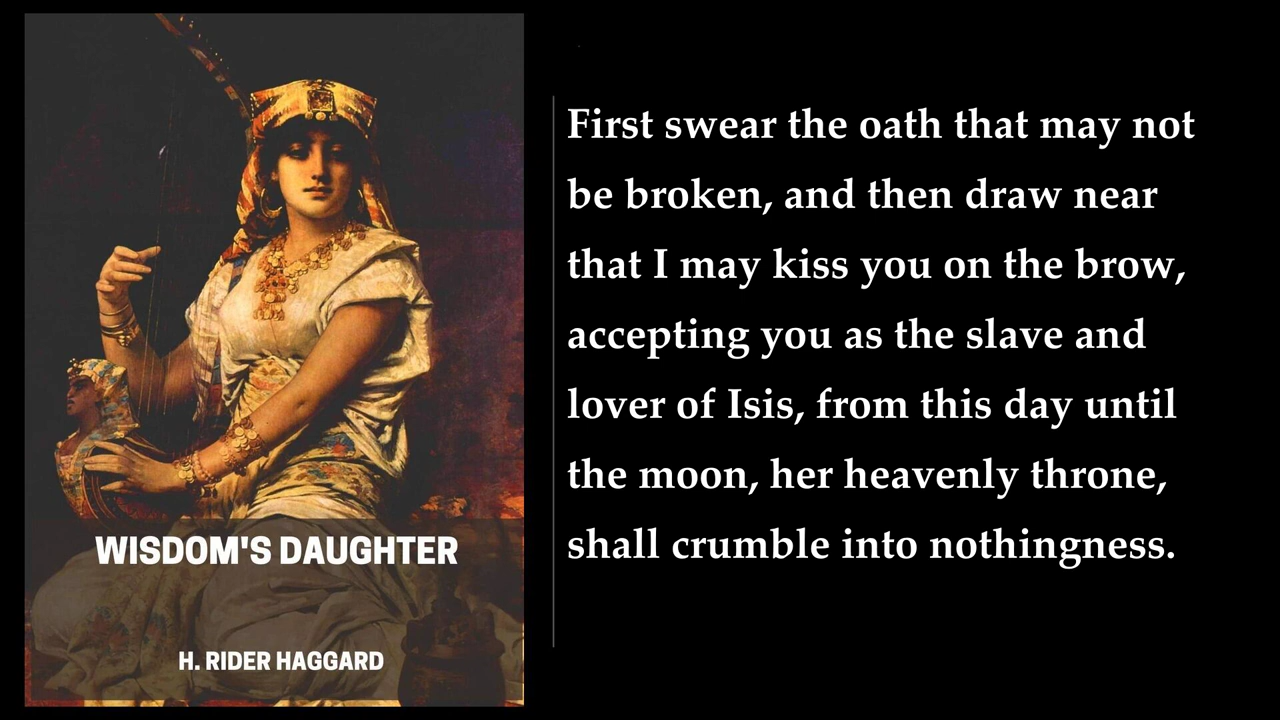 WISDOM'S DAUGHTER
H. RIDER HAGGARD
First swear the oath that may not
be broken, and then draw near
that I may kiss you on the brow,
accepting you as the slave and
lover of Isis, from this day until
the moon, her heavenly throne,
shall crumble into nothingness.